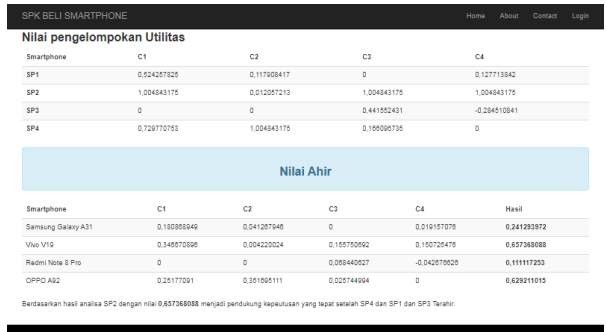 SPK BELI SMARTPHONE Home About Contact Login
Nilai pengelompokan Utilitas
Smartphone C1 C2 C3 C4
SP1 0,524257825 0,117908417 0 0,127713842
SP2 1,004843175 0,012057213 1,004843175 1,004843175
SP3 0 0 0,441552431 -0,284510841
SP4 0,729770753 1,004843175 0,166096735 0
Nilai Ahir
Smartphone C1 C2 C3 C4 Hasil
Samsung Galaxy A31 0,180868949 0,041267946 0 0,019157076 0,241293972
Vivo V19 0,346670896 0,004220024 0,155750692 0,150726476 0,657368088
Redmi Note 8 Pro 0 0 0,068440627 -0,042676626 0,111117253
OPPO A92 0,25177091 0,351695111 0,025744994 0 0,629211015
Berdasarkan hasil analisa SP2 dengan nilai 0,657368088 menjadi pendukung kepeutusan yang tepat setelah SP4 dan SP1 dan SP3 Terahir.